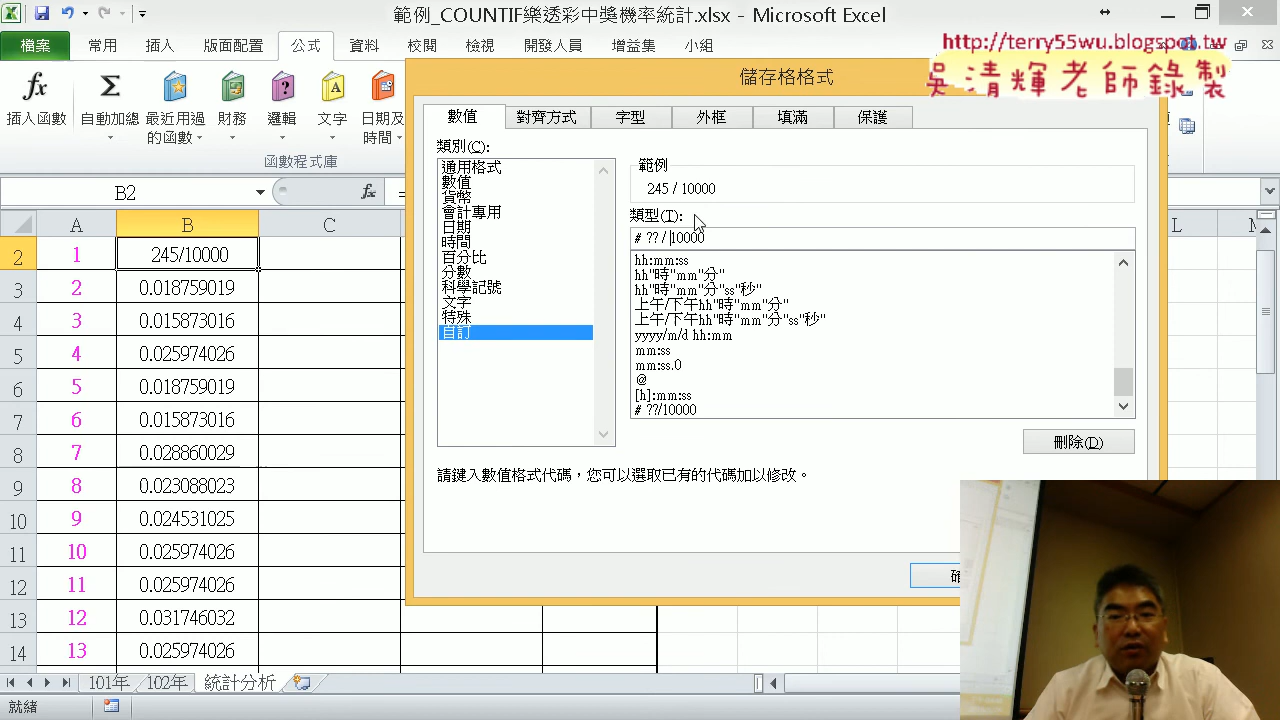 範例_COUNTIF樂透彩中獎機率統計.xlsx - Microsoft Excel
http://terry55wu.blogspot.tw
吳清輝老師錄製
檔案 常用 插入 版面配置 公式 資料 校閱 檢視 開發人員 增益集 小組
插入函數 自動加總 最近用過的函數 財務 邏輯 文字 日期及時間
函數程式庫
B2 fx =
A B C L
2 1 245/10000
3 2 0.018759019
4 3 0.015873016
5 4 0.025974026
6 5 0.018759019
7 6 0.015873016
8 7 0.028860029
9 8 0.023088023
10 9 0.024531025
11 10 0.025974026
12 11 0.025974026
13 12 0.031746032
14 13 0.025974026
101年 102年 統計分析
就緒
儲存格格式
數值 對齊方式 字型 外框 填滿 保護
類別(C):
通用格式
數值
貨幣
會計專用
日期
時間
百分比
分數
科學記號
文字
特殊
自訂
範例
245 / 10000
類型(T):
# ?? / 10000
hh:mm:ss
hh"時"mm"分"
hh"時"mm"分"ss"秒"
上午/下午hh"時"mm"分"
上午/下午hh"時"mm"分"ss"秒"
yyyy/m/d hh:mm
mm:ss
mm:ss.0
@
[h]:mm:ss
# ??/10000
刪除(D)
請鍵入數值格式代碼，您可以選取已有的代碼加以修改。